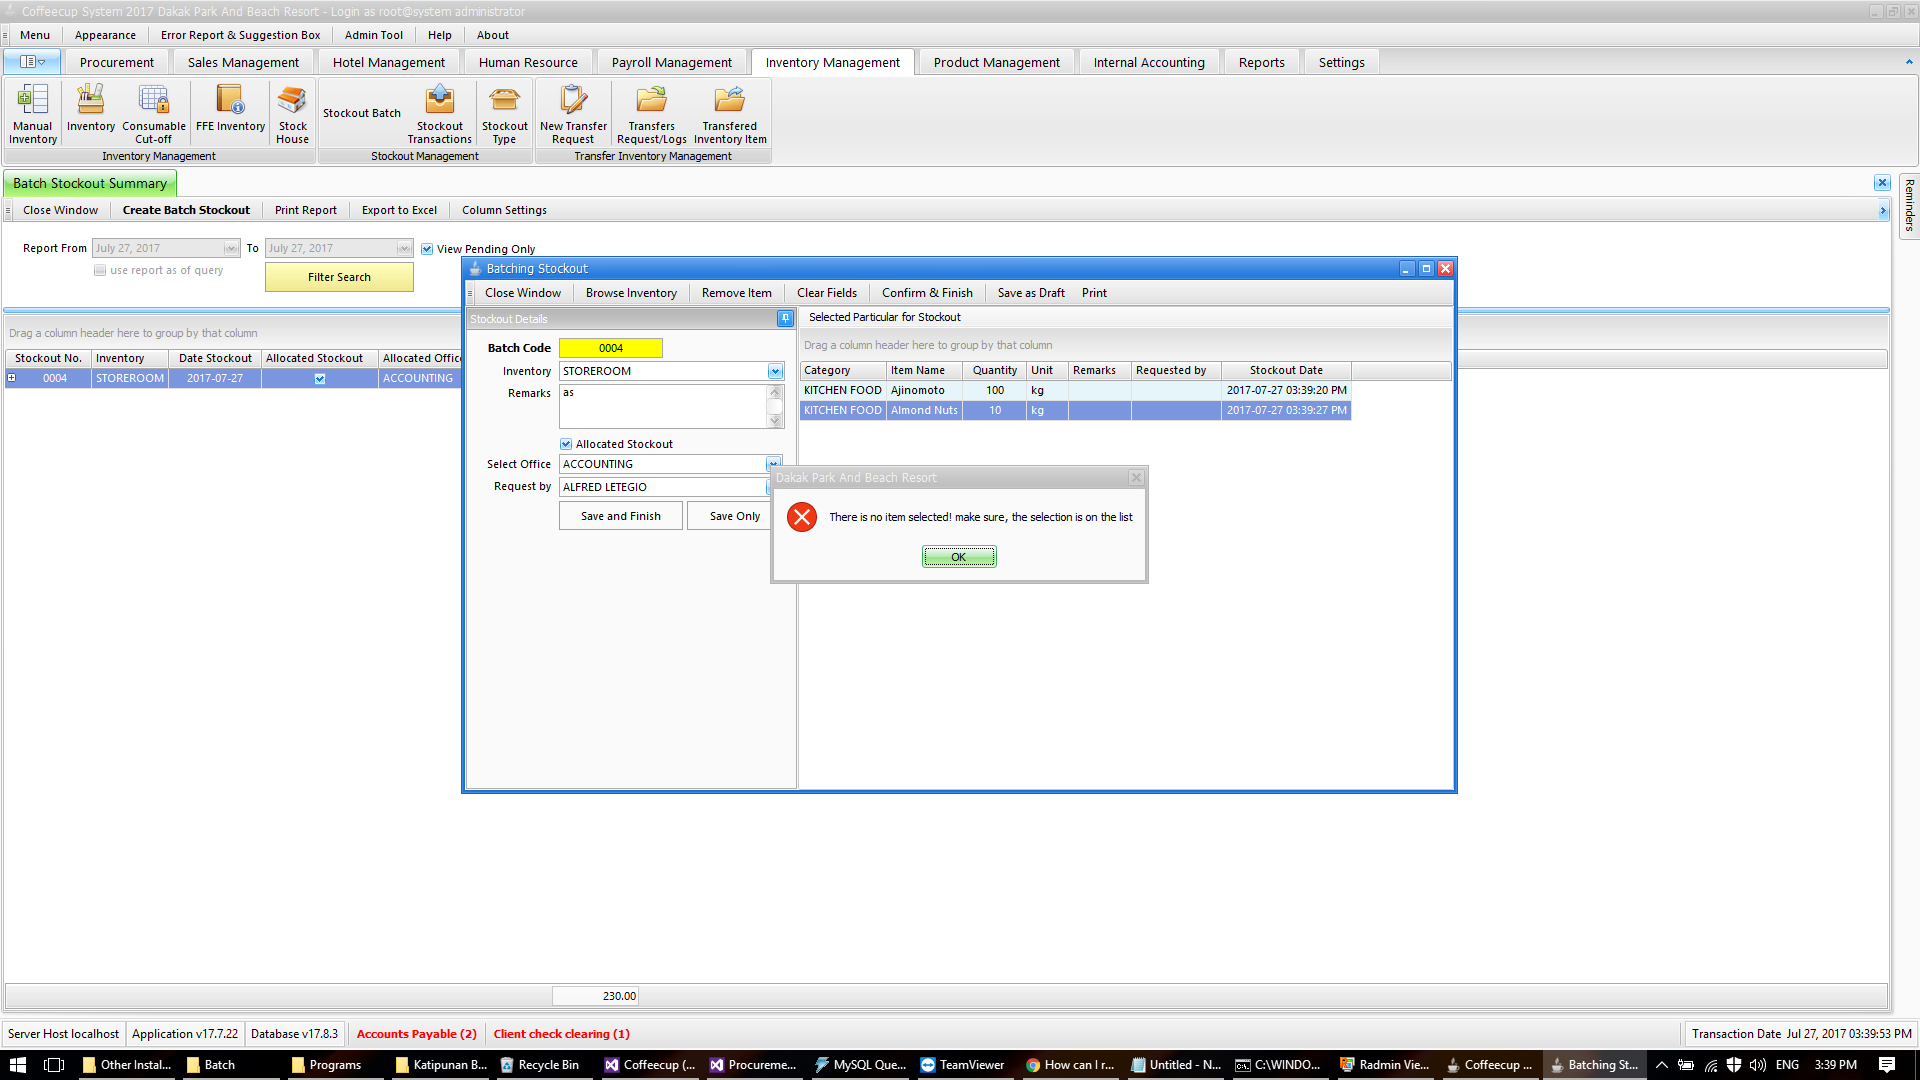 Coffeecup System 2017 Dakak Park And Beach Resort - Login as root@system administrator
Menu Appearance Error Report & Suggestion Box Admin Tool Help About
Procurement Sales Management Hotel Management Human Resource Payroll Management Inventory Management Product Management Internal Accounting Reports Settings
Manual Inventory Inventory Consumable Cut-off FFE Inventory Stock House Stockout Batch Stockout Transactions Stockout Type New Transfer Request Transfers Request/Logs Transfered Inventory Item
Inventory Management Stockout Management Transfer Inventory Management
Batch Stockout Summary
Reminders
Close Window Create Batch Stockout Print Report Export to Excel Column Settings
Report From July 27, 2017 To July 27, 2017 View Pending Only
use report as of query
Filter Search
Drag a column header here to group by that column
Stockout No. Inventory Date Stockout Allocated Stockout Allocated Office
0004 STOREROOM 2017-07-27 ACCOUNTING
Batching Stockout
Close Window Browse Inventory Remove Item Clear Fields Confirm & Finish Save as Draft Print
Stockout Details
Batch Code 0004
Inventory STOREROOM
Remarks as
Allocated Stockout
Select Office ACCOUNTING
Request by ALFRED LETEGIO
Save and Finish Save Only
Selected Particular for Stockout
Drag a column header here to group by that column
Category Item Name Quantity Unit Remarks Requested by Stockout Date
KITCHEN FOOD Ajinomoto 100 kg 2017-07-27 03:39:20 PM
KITCHEN FOOD Almond Nuts 10 kg 2017-07-27 03:39:27 PM
Dakak Park And Beach Resort
There is no item selected! make sure, the selection is on the list
OK
230.00
Server Host localhost Application v17.7.22 Database v17.8.3 Accounts Payable (2) Client check clearing (1) Transaction Date Jul 27, 2017 03:39:53 PM
Other Instal... Batch Programs Katipunan B... Recycle Bin Coffeecup (... Procureme... MySQL Que... TeamViewer How can I r... Untitled - N... C:\WINDO... Radmin Vie... Coffeecup ... Batching St... ENG 3:39 PM